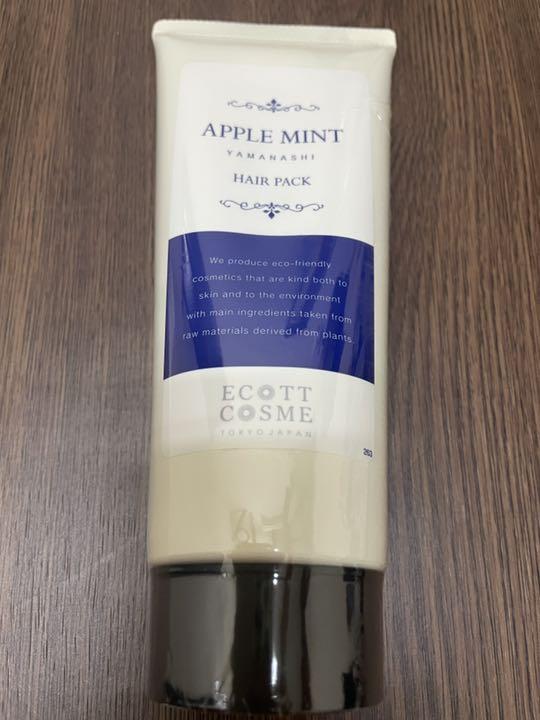 APPLE MINT
YAMANASHI
HAIR PACK
We produce eco-friendly
cosmetics that are kind both to
skin and to the environment
with main ingredients taken from
raw materials derived from plants.
ECOTT
COSME
TOKYO JAPAN
263